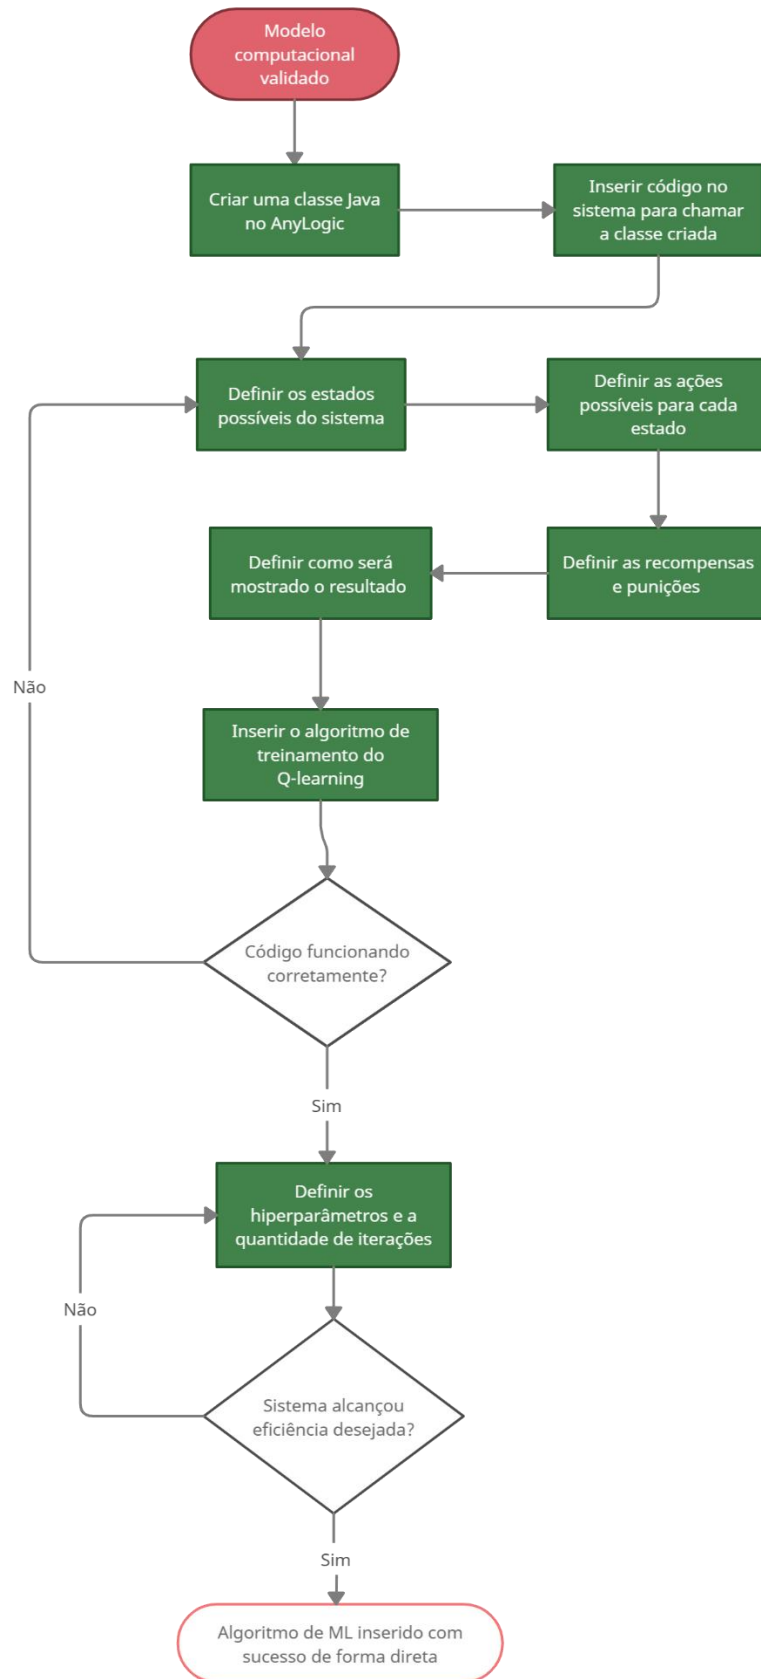 Modelo
computacional
validado
Criar uma classe Java
no AnyLogic
Inserir código no
sistema para chamar
a classe criada
Definir os estados
possíveis do sistema
Definir as ações
possíveis para cada
estado
Definir as recompensas
e punições
Definir como será
mostrado o resultado
Inserir o algoritmo de
treinamento do
Q-learning
Código funcionando
corretamente?
Não
Sim
Definir os
hiperparâmetros e a
quantidade de iterações
Sistema alcançou
eficiência desejada?
Não
Sim
Algoritmo de ML inserido com
sucesso de forma direta